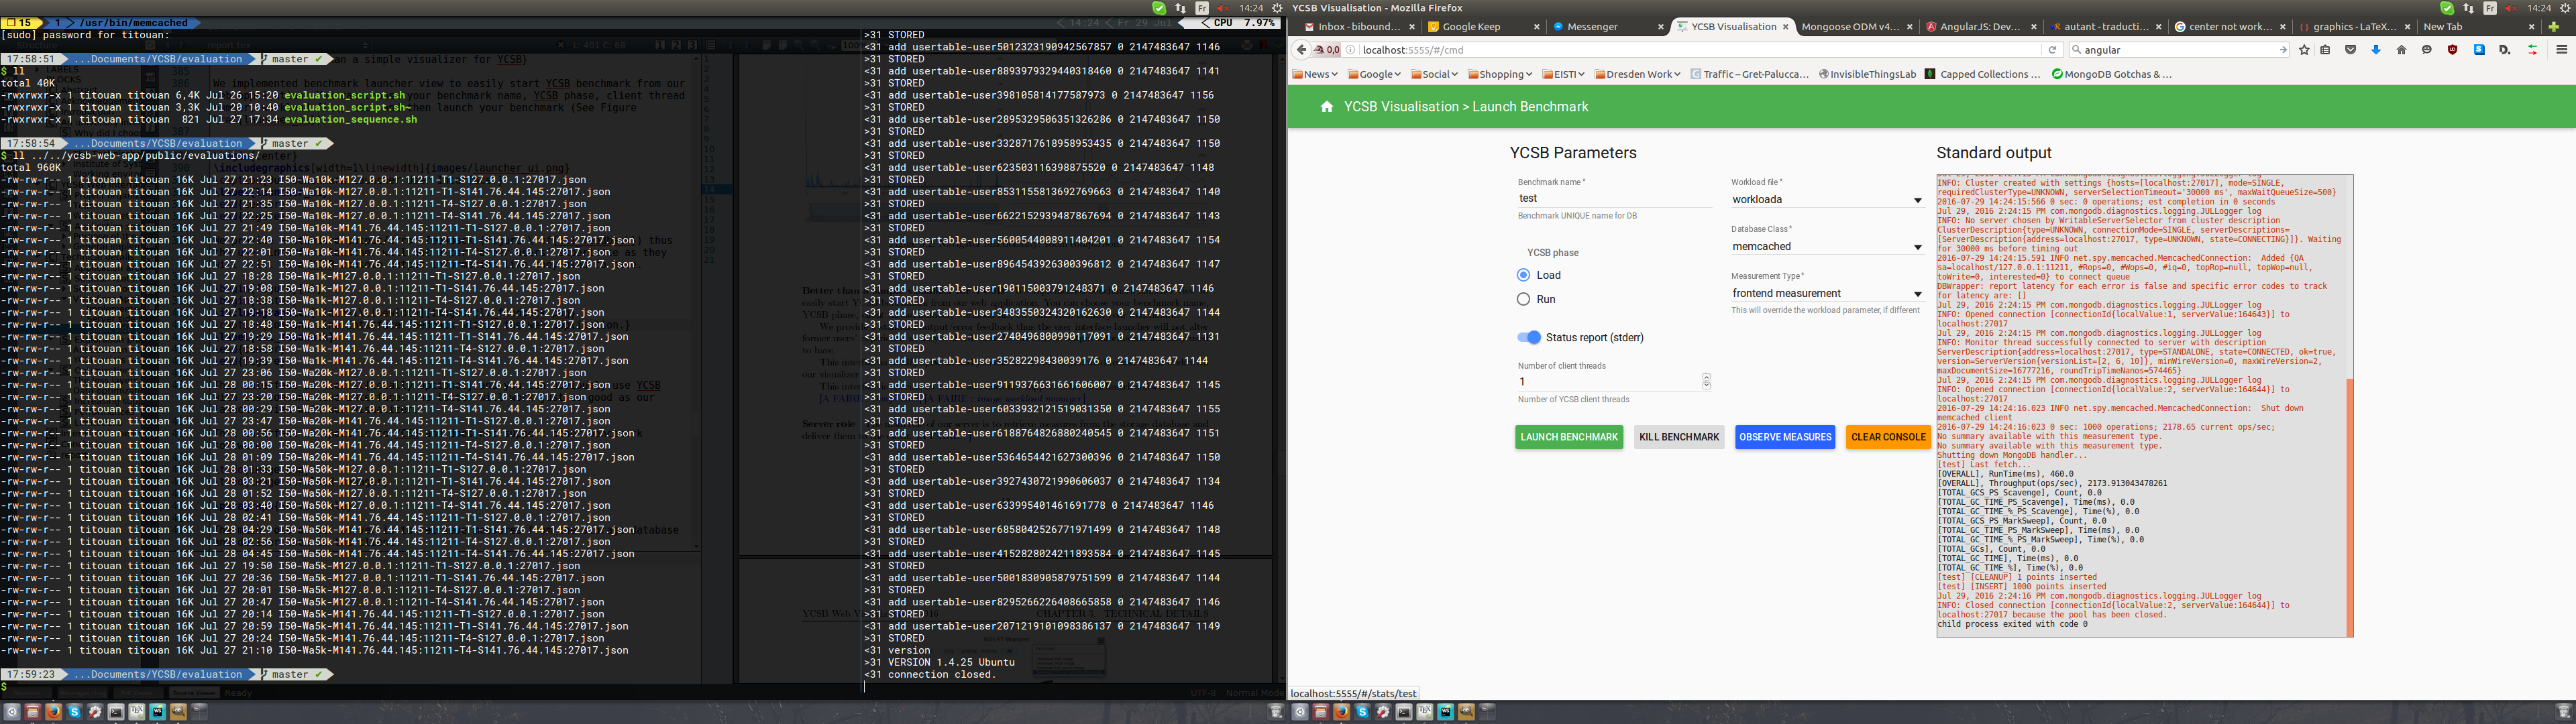 15 1 /usr/bin/memcached
14:24 Fr 29 Jul CPU 7.97%
[sudo] password for titouan:
17:58:51 ...Documents/YCSB/evaluation master ✔
$ ll
total 40K
-rwxrwxr-x 1 titouan titouan 6,4K Jul 26 15:20 evaluation_script.sh
-rwxrwxr-x 1 titouan titouan 3,3K Jul 20 10:40 evaluation_script.sh~
-rwxrwxr-x 1 titouan titouan 821 Jul 27 17:34 evaluation_sequence.sh
17:58:54 ...Documents/YCSB/evaluation master ✔
$ ll ../../ycsb-web-app/public/evaluations/
total 960K
-rw-rw-r-- 1 titouan titouan 16K Jul 27 21:23 I50-Wa10k-M127.0.0.1:11211-T1-S127.0.0.1:27017.json
-rw-rw-r-- 1 titouan titouan 16K Jul 27 22:14 I50-Wa10k-M127.0.0.1:11211-T1-S141.76.44.145:27017.json
-rw-rw-r-- 1 titouan titouan 16K Jul 27 21:35 I50-Wa10k-M127.0.0.1:11211-T4-S127.0.0.1:27017.json
-rw-rw-r-- 1 titouan titouan 16K Jul 27 22:25 I50-Wa10k-M127.0.0.1:11211-T4-S141.76.44.145:27017.json
-rw-rw-r-- 1 titouan titouan 16K Jul 27 21:49 I50-Wa10k-M141.76.44.145:11211-T1-S127.0.0.1:27017.json
-rw-rw-r-- 1 titouan titouan 16K Jul 27 22:40 I50-Wa10k-M141.76.44.145:11211-T1-S141.76.44.145:27017.json
-rw-rw-r-- 1 titouan titouan 16K Jul 27 22:01 I50-Wa10k-M141.76.44.145:11211-T4-S127.0.0.1:27017.json
-rw-rw-r-- 1 titouan titouan 16K Jul 27 22:51 I50-Wa10k-M141.76.44.145:11211-T4-S141.76.44.145:27017.json
-rw-rw-r-- 1 titouan titouan 16K Jul 27 18:28 I50-Wa1k-M127.0.0.1:11211-T1-S127.0.0.1:27017.json
-rw-rw-r-- 1 titouan titouan 16K Jul 27 19:08 I50-Wa1k-M127.0.0.1:11211-T1-S141.76.44.145:27017.json
-rw-rw-r-- 1 titouan titouan 16K Jul 27 18:38 I50-Wa1k-M127.0.0.1:11211-T4-S127.0.0.1:27017.json
-rw-rw-r-- 1 titouan titouan 16K Jul 27 19:18 I50-Wa1k-M127.0.0.1:11211-T4-S141.76.44.145:27017.json
-rw-rw-r-- 1 titouan titouan 16K Jul 27 18:48 I50-Wa1k-M141.76.44.145:11211-T1-S127.0.0.1:27017.json
-rw-rw-r-- 1 titouan titouan 16K Jul 27 19:29 I50-Wa1k-M141.76.44.145:11211-T1-S141.76.44.145:27017.json
-rw-rw-r-- 1 titouan titouan 16K Jul 27 18:58 I50-Wa1k-M141.76.44.145:11211-T4-S127.0.0.1:27017.json
-rw-rw-r-- 1 titouan titouan 16K Jul 27 19:39 I50-Wa1k-M141.76.44.145:11211-T4-S141.76.44.145:27017.json
-rw-rw-r-- 1 titouan titouan 16K Jul 27 23:06 I50-Wa20k-M127.0.0.1:11211-T1-S127.0.0.1:27017.json
-rw-rw-r-- 1 titouan titouan 16K Jul 28 00:15 I50-Wa20k-M127.0.0.1:11211-T1-S141.76.44.145:27017.json
-rw-rw-r-- 1 titouan titouan 16K Jul 27 23:20 I50-Wa20k-M127.0.0.1:11211-T4-S127.0.0.1:27017.json
-rw-rw-r-- 1 titouan titouan 16K Jul 28 00:29 I50-Wa20k-M127.0.0.1:11211-T4-S141.76.44.145:27017.json
-rw-rw-r-- 1 titouan titouan 16K Jul 27 23:47 I50-Wa20k-M141.76.44.145:11211-T1-S127.0.0.1:27017.json
-rw-rw-r-- 1 titouan titouan 16K Jul 28 00:56 I50-Wa20k-M141.76.44.145:11211-T1-S141.76.44.145:27017.json
-rw-rw-r-- 1 titouan titouan 16K Jul 28 00:00 I50-Wa20k-M141.76.44.145:11211-T4-S127.0.0.1:27017.json
-rw-rw-r-- 1 titouan titouan 16K Jul 28 01:09 I50-Wa20k-M141.76.44.145:11211-T4-S141.76.44.145:27017.json
-rw-rw-r-- 1 titouan titouan 16K Jul 28 01:33 I50-Wa50k-M127.0.0.1:11211-T1-S127.0.0.1:27017.json
-rw-rw-r-- 1 titouan titouan 16K Jul 28 03:21 I50-Wa50k-M127.0.0.1:11211-T1-S141.76.44.145:27017.json
-rw-rw-r-- 1 titouan titouan 16K Jul 28 01:52 I50-Wa50k-M127.0.0.1:11211-T4-S127.0.0.1:27017.json
-rw-rw-r-- 1 titouan titouan 16K Jul 28 03:40 I50-Wa50k-M127.0.0.1:11211-T4-S141.76.44.145:27017.json
-rw-rw-r-- 1 titouan titouan 16K Jul 28 02:41 I50-Wa50k-M141.76.44.145:11211-T1-S127.0.0.1:27017.json
-rw-rw-r-- 1 titouan titouan 16K Jul 28 04:29 I50-Wa50k-M141.76.44.145:11211-T1-S141.76.44.145:27017.json
-rw-rw-r-- 1 titouan titouan 16K Jul 28 02:56 I50-Wa50k-M141.76.44.145:11211-T4-S127.0.0.1:27017.json
-rw-rw-r-- 1 titouan titouan 16K Jul 28 04:45 I50-Wa50k-M141.76.44.145:11211-T4-S141.76.44.145:27017.json
-rw-rw-r-- 1 titouan titouan 16K Jul 27 19:50 I50-Wa5k-M127.0.0.1:11211-T1-S127.0.0.1:27017.json
-rw-rw-r-- 1 titouan titouan 16K Jul 27 20:36 I50-Wa5k-M127.0.0.1:11211-T1-S141.76.44.145:27017.json
-rw-rw-r-- 1 titouan titouan 16K Jul 27 20:01 I50-Wa5k-M127.0.0.1:11211-T4-S127.0.0.1:27017.json
-rw-rw-r-- 1 titouan titouan 16K Jul 27 20:47 I50-Wa5k-M127.0.0.1:11211-T4-S141.76.44.145:27017.json
-rw-rw-r-- 1 titouan titouan 16K Jul 27 20:14 I50-Wa5k-M141.76.44.145:11211-T1-S127.0.0.1:27017.json
-rw-rw-r-- 1 titouan titouan 16K Jul 27 20:59 I50-Wa5k-M141.76.44.145:11211-T1-S141.76.44.145:27017.json
-rw-rw-r-- 1 titouan titouan 16K Jul 27 20:24 I50-Wa5k-M141.76.44.145:11211-T4-S127.0.0.1:27017.json
-rw-rw-r-- 1 titouan titouan 16K Jul 27 21:10 I50-Wa5k-M141.76.44.145:11211-T4-S141.76.44.145:27017.json
17:59:23 ...Documents/YCSB/evaluation master ✔
$
>31 STORED
<31 add usertable-user5012323190942567857 0 2147483647 1146
>31 STORED
<31 add usertable-user8893979329440318460 0 2147483647 1141
>31 STORED
<31 add usertable-user398105814177587973 0 2147483647 1156
>31 STORED
<31 add usertable-user2895329506351326286 0 2147483647 1150
>31 STORED
<31 add usertable-user3328717618958953435 0 2147483647 1150
>31 STORED
<31 add usertable-user623503116398875520 0 2147483647 1148
>31 STORED
<31 add usertable-user8531155813692769663 0 2147483647 1140
>31 STORED
<31 add usertable-user6622152939487867694 0 2147483647 1143
>31 STORED
<31 add usertable-user5600544008911404201 0 2147483647 1154
>31 STORED
<31 add usertable-user8964543926300396812 0 2147483647 1147
>31 STORED
<31 add usertable-user190115003791248371 0 2147483647 1146
>31 STORED
<31 add usertable-user3483550324320162630 0 2147483647 1144
>31 STORED
<31 add usertable-user2740496800990117091 0 2147483647 1131
>31 STORED
<31 add usertable-user35282298430039176 0 2147483647 1144
>31 STORED
<31 add usertable-user9119376631661606007 0 2147483647 1145
>31 STORED
<31 add usertable-user6033932121519031350 0 2147483647 1155
>31 STORED
<31 add usertable-user6188764826880240545 0 2147483647 1151
>31 STORED
<31 add usertable-user5364654421627300396 0 2147483647 1150
>31 STORED
<31 add usertable-user3927430721990606037 0 2147483647 1134
>31 STORED
<31 add usertable-user633995401461691778 0 2147483647 1146
>31 STORED
<31 add usertable-user6858042526771971499 0 2147483647 1148
>31 STORED
<31 add usertable-user4152828024211893584 0 2147483647 1145
>31 STORED
<31 add usertable-user5001830905879751599 0 2147483647 1144
>31 STORED
<31 add usertable-user8295266226408665858 0 2147483647 1146
>31 STORED
<31 add usertable-user2071219101098386137 0 2147483647 1149
>31 STORED
<31 version
>31 VERSION 1.4.25 Ubuntu
<31 connection closed.
Fr 14:24
YCSB Visualisation - Mozilla Firefox
Fr 14:24
Inbox - bibound...
Google Keep
Messenger
YCSB Visualisation
Mongoose ODM v4...
AngularJS: Dev...
autant - traducti...
center not work...
graphics - LaTeX...
New Tab
0,0 localhost:5555/#/cmd
angular
News Google Social Shopping EISTI Dresden Work Traffic – Gret-Palucca... InvisibleThingsLab Capped Collections ... MongoDB Gotchas & ...
YCSB Visualisation > Launch Benchmark
YCSB Parameters
Benchmark name *
test
Benchmark UNIQUE name for DB
Workload file *
workloada
Database Class *
memcached
YCSB phase
Load
Run
Measurement Type *
frontend measurement
This will override the workload parameter, if different
Status report (stderr)
Number of client threads
1
Number of YCSB client threads
LAUNCH BENCHMARK
KILL BENCHMARK
OBSERVE MEASURES
CLEAR CONSOLE
Standard output
INFO: Cluster created with settings {hosts=[localhost:27017], mode=SINGLE,
requiredClusterType=UNKNOWN, serverSelectionTimeout='30000 ms', maxWaitQueueSize=500}
2016-07-29 14:24:15:566 0 sec: 0 operations; est completion in 0 seconds
Jul 29, 2016 2:24:15 PM com.mongodb.diagnostics.logging.JULLogger log
INFO: No server chosen by WritableServerSelector from cluster description
ClusterDescription{type=UNKNOWN, connectionMode=SINGLE, serverDescriptions=
[ServerDescription{address=localhost:27017, type=UNKNOWN, state=CONNECTING}]}. Waiting
for 30000 ms before timing out
2016-07-29 14:24:15.591 INFO net.spy.memcached.MemcachedConnection:  Added {QA
sa=localhost/127.0.0.1:11211, #Rops=0, #Wops=0, #iq=0, topRop=null, topWop=null,
toWrite=0, interested=0} to connect queue
DBWrapper: report latency for each error is false and specific error codes to track
for latency are: []
Jul 29, 2016 2:24:15 PM com.mongodb.diagnostics.logging.JULLogger log
INFO: Opened connection [connectionId{localValue:1, serverValue:164643}] to
localhost:27017
Jul 29, 2016 2:24:15 PM com.mongodb.diagnostics.logging.JULLogger log
INFO: Monitor thread successfully connected to server with description
ServerDescription{address=localhost:27017, type=STANDALONE, state=CONNECTED, ok=true,
version=ServerVersion{versionList=[2, 6, 10]}, minWireVersion=0, maxWireVersion=2,
maxDocumentSize=16777216, roundTripTimeNanos=574465}
Jul 29, 2016 2:24:15 PM com.mongodb.diagnostics.logging.JULLogger log
INFO: Opened connection [connectionId{localValue:2, serverValue:164644}] to
localhost:27017
2016-07-29 14:24:16.023 INFO net.spy.memcached.MemcachedConnection:  Shut down
memcached client
2016-07-29 14:24:16:023 0 sec: 1000 operations; 2178.65 current ops/sec;
No summary available with this measurement type.
No summary available with this measurement type.
Shutting down MongoDB handler...
[test] Last fetch...
[OVERALL], RunTime(ms), 460.0
[OVERALL], Throughput(ops/sec), 2173.913043478261
[TOTAL_GCS_PS_Scavenge], Count, 0.0
[TOTAL_GC_TIME_PS_Scavenge], Time(ms), 0.0
[TOTAL_GC_TIME_%_PS_Scavenge], Time(%), 0.0
[TOTAL_GCS_PS_MarkSweep], Count, 0.0
[TOTAL_GC_TIME_PS_MarkSweep], Time(ms), 0.0
[TOTAL_GC_TIME_%_PS_MarkSweep], Time(%), 0.0
[TOTAL_GCs], Count, 0.0
[TOTAL_GC_TIME], Time(ms), 0.0
[TOTAL_GC_TIME_%], Time(%), 0.0
[test] [CLEANUP] 1 points inserted
[test] [INSERT] 1000 points inserted
Jul 29, 2016 2:24:16 PM com.mongodb.diagnostics.logging.JULLogger log
INFO: Closed connection [connectionId{localValue:2, serverValue:164644}] to
localhost:27017 because the pool has been closed.
child process exited with code 0
localhost:5555/#/stats/test